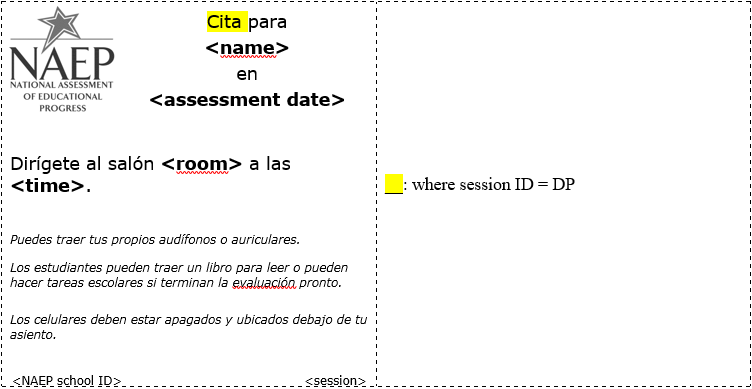 NAEP
NATIONAL ASSESSMENT
OF EDUCATIONAL
PROGRESS
Cita para
<name>
en
<assessment date>
Dirígete al salón <room> a las
<time>.
Puedes traer tus propios audífonos o auriculares.
Los estudiantes pueden traer un libro para leer o pueden
hacer tareas escolares si terminan la evaluación pronto.
Los celulares deben estar apagados y ubicados debajo de tu
asiento.
<NAEP school ID> <session>
__: where session ID = DP